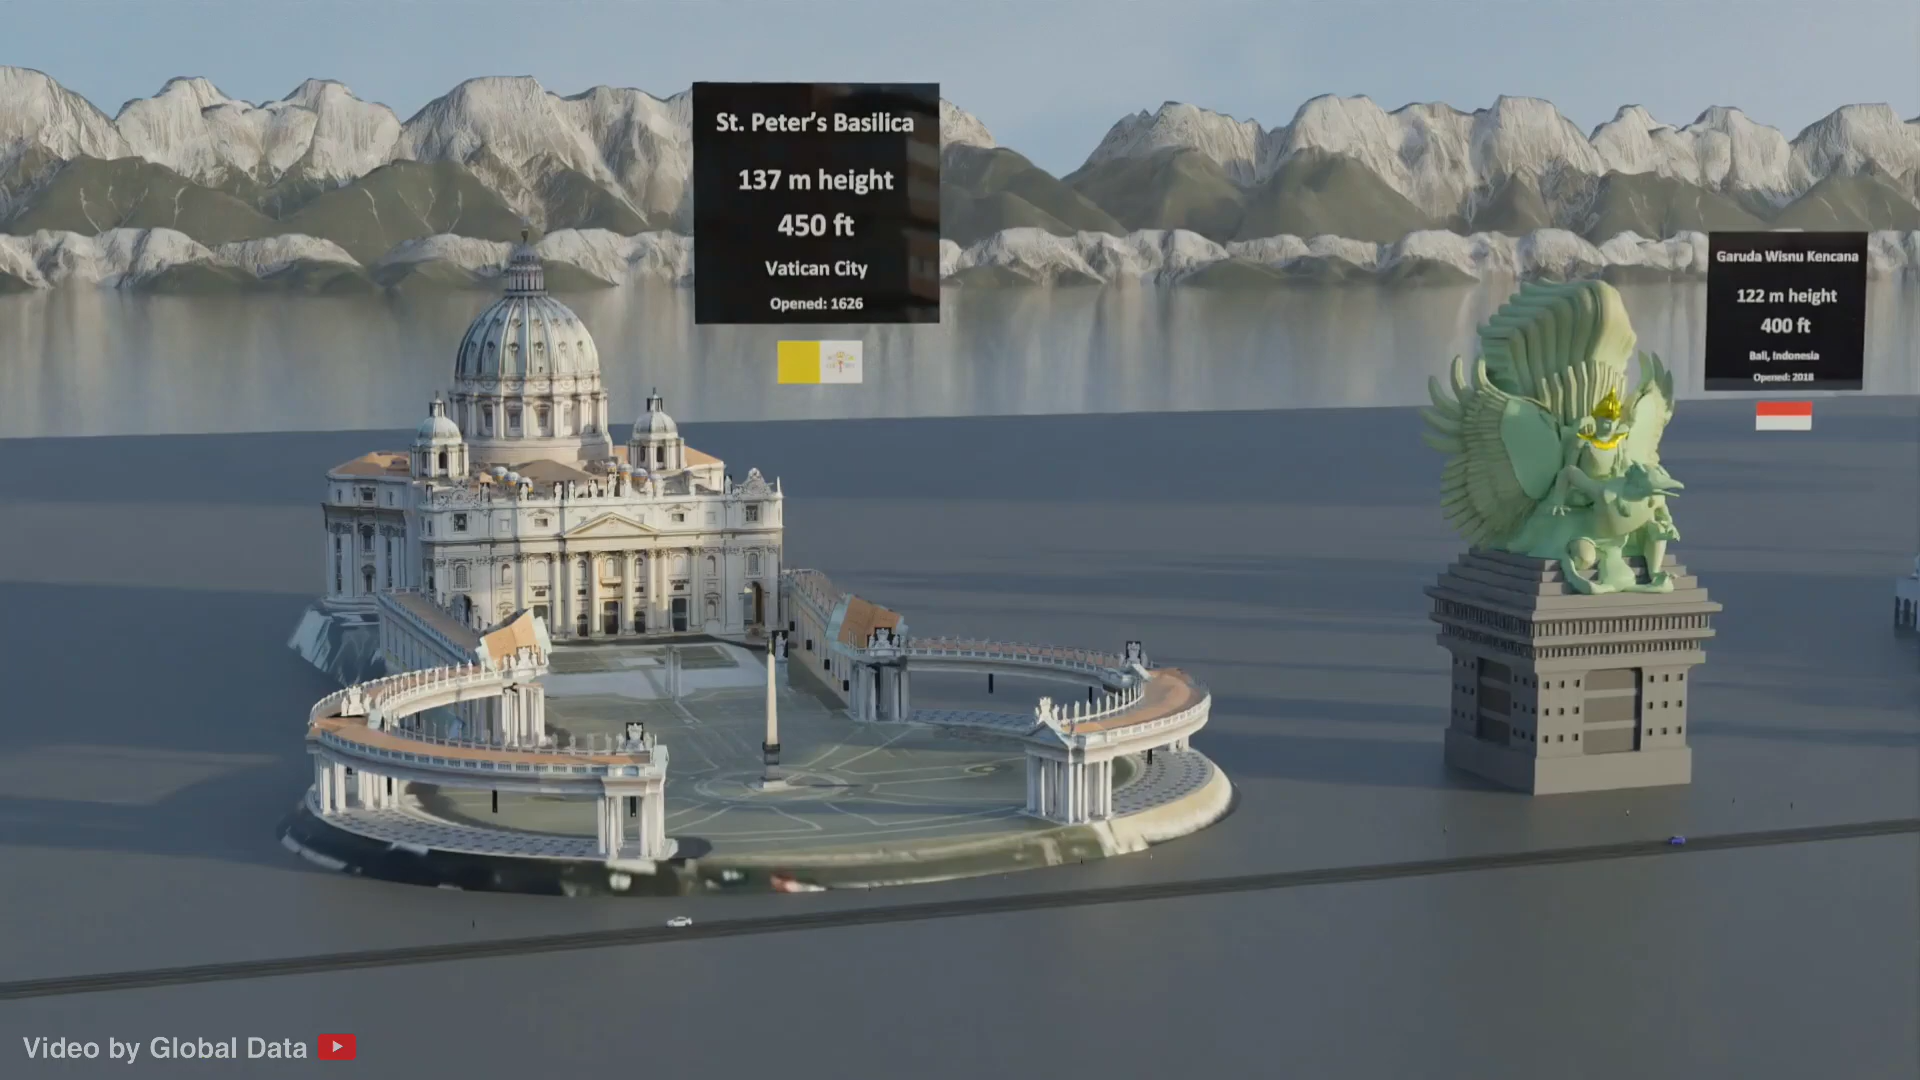 St. Peter's Basilica
137 m height
450 ft
Vatican City
Opened: 1626
Garuda Wisnu Kencana
122 m height
400 ft
Bali, Indonesia
Opened: 2018
Video by Global Data